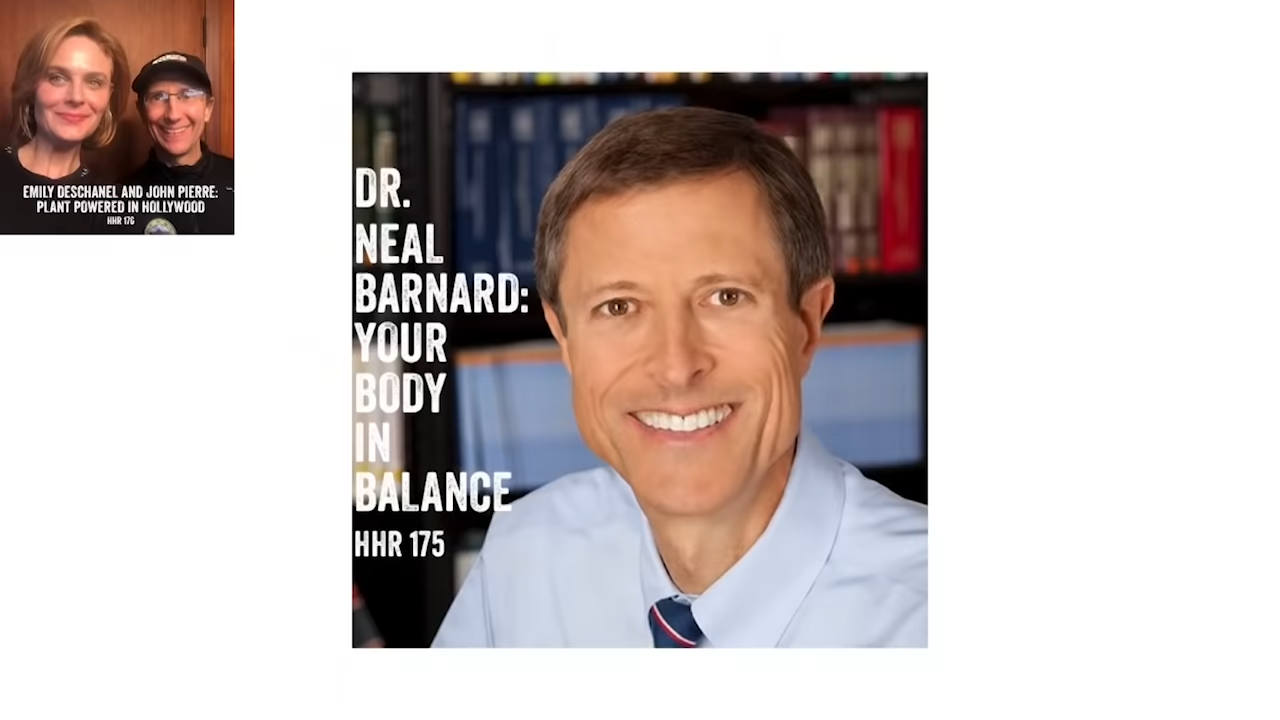 EMILY DESCHANEL AND JOHN PIERRE:
PLANT POWERED IN HOLLYWOOD
HHR 176
DR.
NEAL
BARNARD:
YOUR
BODY
IN
BALANCE
HHR 175